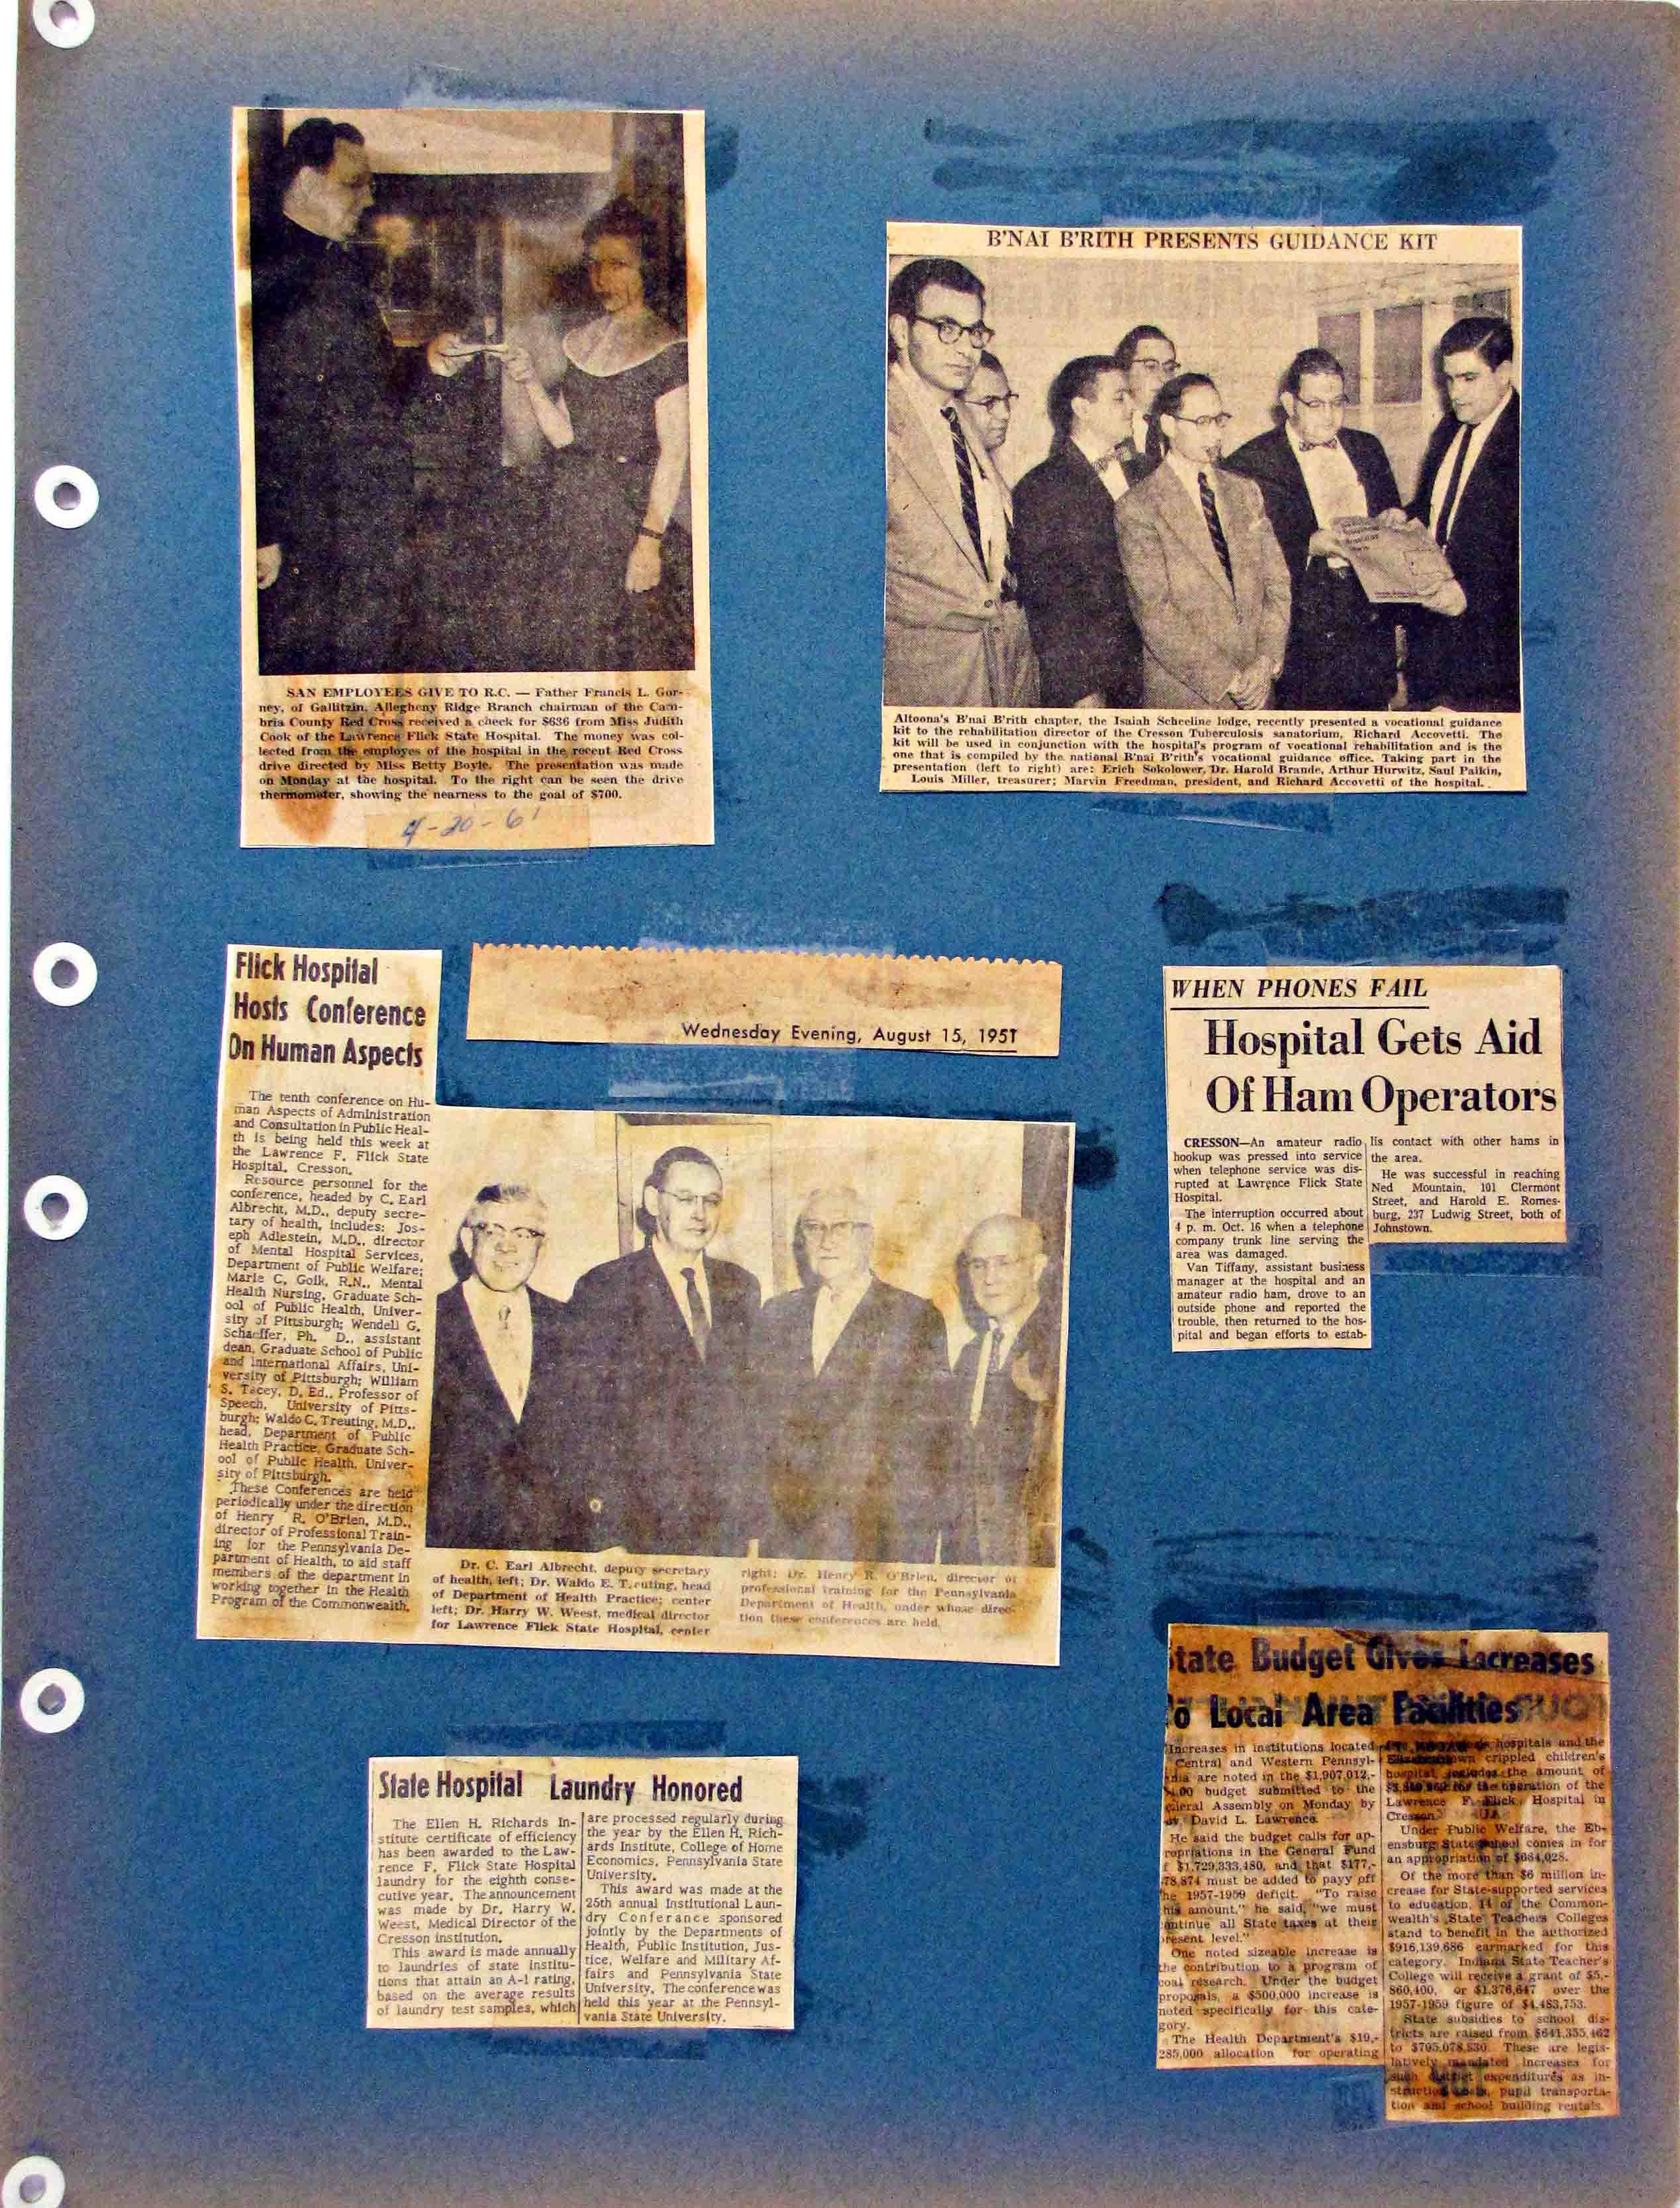 SAN EMPLOYEES GIVE TO R.C. — Father Francis L. Gor-
ney, of Gallitzin, Allegheny Ridge Branch chairman of the Cam-
bria County Red Cross received a check for $636 from Miss Judith
Cook of the Lawrence Flick State Hospital. The money was col-
lected from the employes of the hospital in the recent Red Cross
drive directed by Miss Betty Boyle. The presentation was made
on Monday at the hospital. To the right can be seen the drive
thermometer, showing the nearness to the goal of $700.
4-20-61
B'NAI B'RITH PRESENTS GUIDANCE KIT
Altoona's B'nai B'rith chapter, the Isaiah Scheeline lodge, recently presented a vocational guidance
kit to the rehabilitation director of the Cresson Tuberculosis sanatorium, Richard Accovetti. The
kit will be used in conjunction with the hospital's program of vocational rehabilitation and is the
one that is compiled by the national B'nai B'rith's vocational guidance office. Taking part in the
presentation (left to right) are: Erich Sokolower, Dr. Harold Brande, Arthur Hurwitz, Saul Paikin,
Louis Miller, treasurer; Marvin Freedman, president, and Richard Accovetti of the hospital.
Flick Hospital
Hosts Conference
On Human Aspects
The tenth conference on Hu-
man Aspects of Administration
and Consultation in Public Heal-
th is being held this week at
the Lawrence F. Flick State
Hospital, Cresson.
Resource personnel for the
conference, headed by C. Earl
Albrecht, M.D., deputy secre-
tary of health, includes: Jos-
eph Adlestein, M.D., director
of Mental Hospital Services,
Department of Public Welfare;
Marie C. Golk, R.N., Mental
Health Nursing, Graduate Sch-
ool of Public Health, Univer-
sity of Pittsburgh; Wendell G.
Schaeffer, Ph. D., assistant
dean, Graduate School of Public
and International Affairs, Uni-
versity of Pittsburgh; William
S. Tacey, D. Ed., Professor of
Speech, University of Pitts-
burgh; Waldo C. Treuting, M.D.,
head, Department of Public
Health Practice, Graduate Sch-
ool of Public Health, Univer-
sity of Pittsburgh.
These Conferences are held
periodically under the direction
of Henry R. O'Brien, M.D.,
director of Professional Train-
ing for the Pennsylvania De-
partment of Health, to aid staff
members of the department in
working together in the Health
Program of the Commonwealth.
Wednesday Evening, August 15, 1951
Dr. C. Earl Albrecht, deputy secretary
of health, left; Dr. Waldo E. Treuting, head
of Department of Health Practice; center
left; Dr. Harry W. Weest, medical director
for Lawrence Flick State Hospital, center
right; Dr. Henry R. O'Brien, director of
professional training for the Pennsylvania
Department of Health, under whose direc-
tion these conferences are held.
WHEN PHONES FAIL
Hospital Gets Aid
Of Ham Operators
CRESSON—An amateur radio
hookup was pressed into service
when telephone service was dis-
rupted at Lawrence Flick State
Hospital.
The interruption occurred about
4 p. m. Oct. 16 when a telephone
company trunk line serving the
area was damaged.
Van Tiffany, assistant business
manager at the hospital and an
amateur radio ham, drove to an
outside phone and reported the
trouble, then returned to the hos-
pital and began efforts to estab-
lis contact with other hams in
the area.
He was successful in reaching
Ned Mountain, 101 Clermont
Street, and Harold E. Romes-
burg, 237 Ludwig Street, both of
Johnstown.
State Hospital Laundry Honored
The Ellen H. Richards In-
stitute certificate of efficiency
has been awarded to the Law-
rence F. Flick State Hospital
laundry for the eighth conse-
cutive year. The announcement
was made by Dr. Harry W.
Weest, Medical Director of the
Cresson institution.
This award is made annually
to laundries of state institu-
tions that attain an A-1 rating,
based on the average results
of laundry test samples, which
are processed regularly during
the year by the Ellen H. Rich-
ards Institute, College of Home
Economics, Pennsylvania State
University.
This award was made at the
25th annual Institutional Laun-
dry Conferance sponsored
jointly by the Departments of
Health, Public Institution, Jus-
tice, Welfare and Military Af-
fairs and Pennsylvania State
University. The conference was
held this year at the Pennsyl-
vania State University.
tate Budget Gives Increases
o Local Area Facilities
Increases in institutions located
Central and Western Pennsyl-
nia are noted in the $1,907,012,-
.00 budget submitted to the
neral Assembly on Monday by
David L. Lawrence.
He said the budget calls for ap-
ropriations in the General Fund
f $1,729,333,480, and that $177,-
78,874 must be added to payy off
he 1957-1959 deficit. "To raise
his amount," he said, "we must
ontinue all State taxes at their
resent level."
One noted sizeable increase is
the contribution to a program of
coal research. Under the budget
proposals, a $500,000 increase is
noted specifically for this cate-
gory.
The Health Department's $19,-
285,000 allocation for operating
hospitals and the
crippled children's
hospital includes the amount of
for the operation of the
Lawrence F. Flick Hospital in
Cresson.
Under Public Welfare, the Eb-
ensburg State School comes in for
an appropriation of $684,028.
Of the more than $6 million in-
crease for State-supported services
to education, 14 of the Common-
wealth's State Teachers Colleges
stand to benefit in the authorized
$916,139,686 earmarked for this
category. Indiana State Teacher's
College will receive a grant of $5,-
860,400, or $1,376,647 over the
1957-1959 figure of $4,483,753.
State subsidies to school dis-
tricts are raised from $641,355,462
to $705,078,530. These are legis-
latively mandated increases for
such district expenditures as in-
struction costs, pupil transporta-
tion and school building rentals.